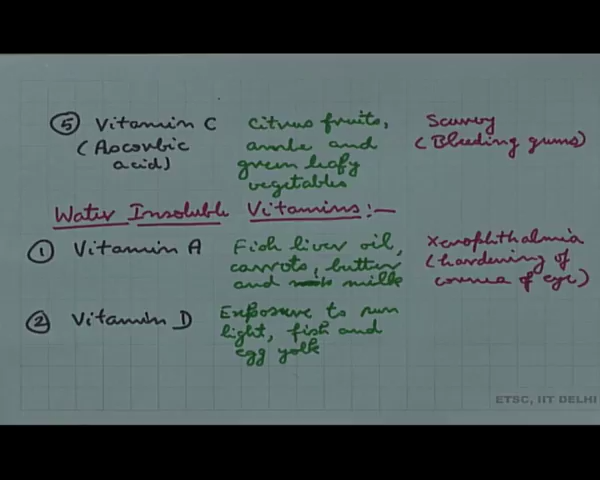 ⑤ Vitamin C Citrus fruits, Scurvy
(Ascorbic amla and (Bleeding gums)
acid) green leafy
vegetables
Water Insoluble Vitamins:-
① Vitamin A Fish liver oil, Xerophthalmia
carrots, butter (hardening of
and milk cornea of eye)
② Vitamin D Exposure to sun
light, fish and
egg yolk
ETSC, IIT DELHI